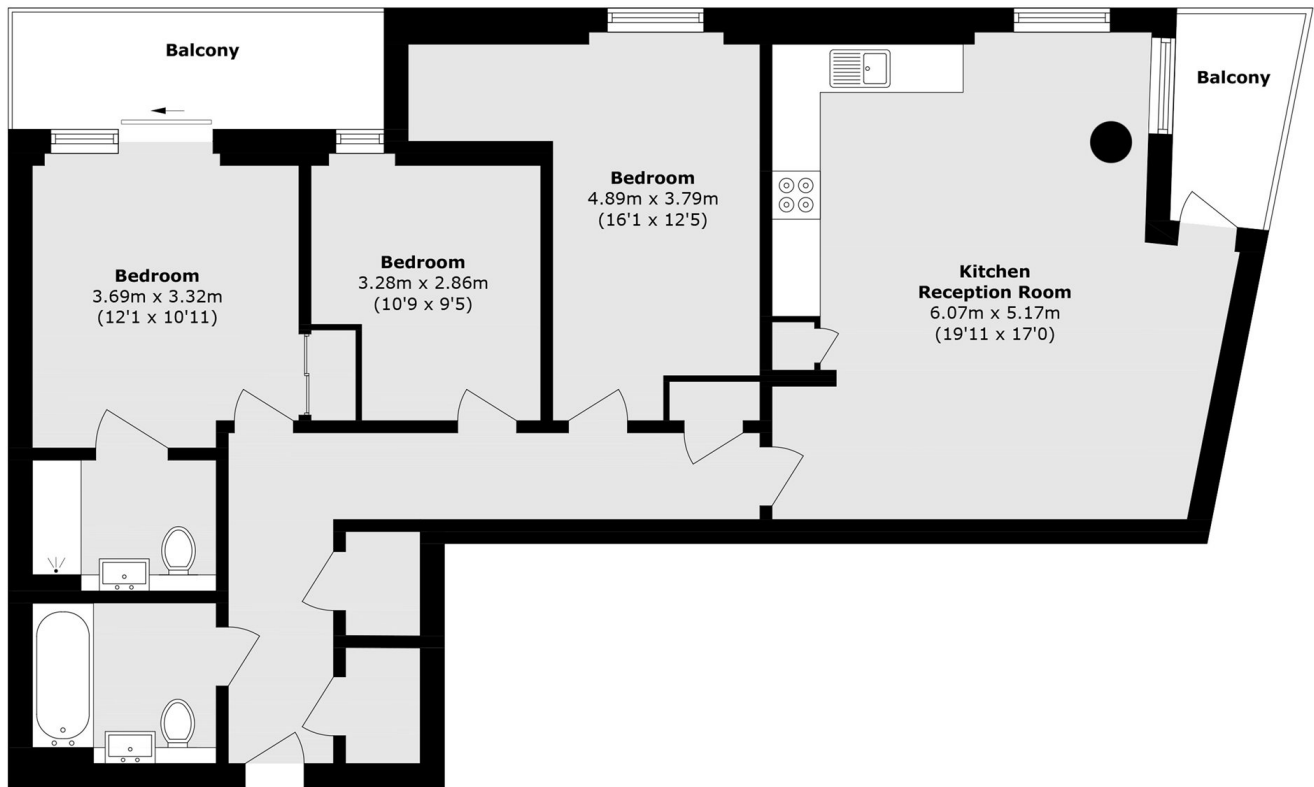 Balcony
Balcony
Bedroom
4.89m x 3.79m
(16'1 x 12'5)
Bedroom
3.69m x 3.32m
(12'1 x 10'11)
Bedroom
3.28m x 2.86m
(10'9 x 9'5)
Kitchen
Reception Room
6.07m x 5.17m
(19'11 x 17'0)